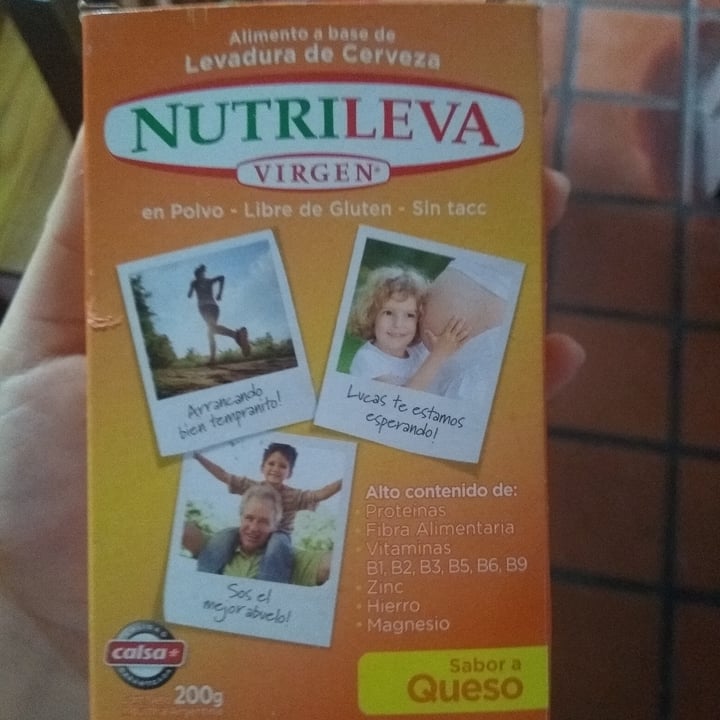 Alimento a base de
Levadura de Cerveza
NUTRILEVA
VIRGEN®
en Polvo - Libre de Gluten - Sin tacc
Arrancando
bien tempranito!
Lucas te estamos
esperando!
Sos el
mejor abuelo!
Alto contenido de:
• Proteínas
• Fibra Alimentaria
• Vitaminas
B1, B2, B3, B5, B6, B9
• Zinc
• Hierro
• Magnesio
calsa
200g
Sabor a
Queso